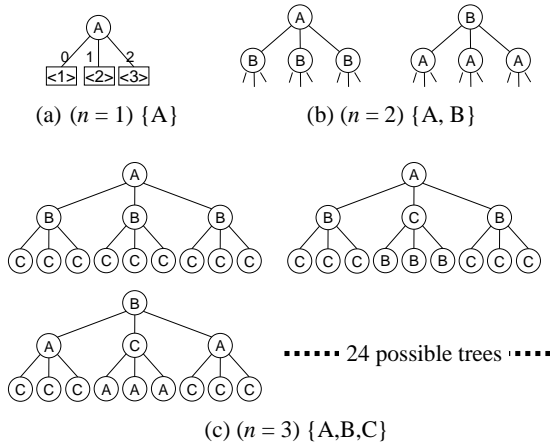 A B
0 1 2
<1> <2> <3> B B B A A A
(a) (n = 1) {A} (b) (n = 2) {A, B}
A A
B B B B C B
C C C C C C C C C C C C B B B C C C
B
A C A
24 possible trees
C C C A A A C C C
(c) (n = 3) {A,B,C}